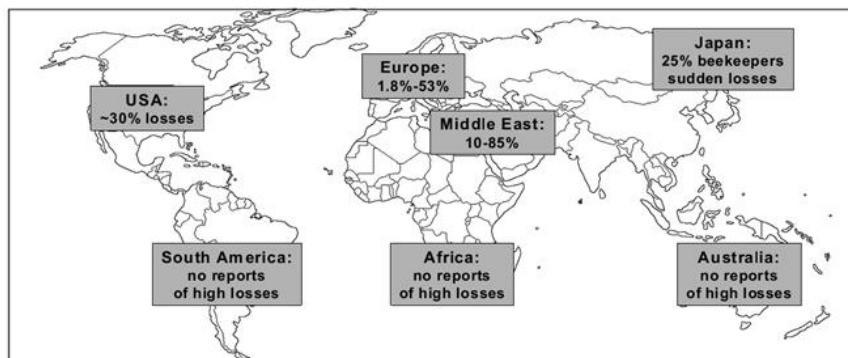 Japan:
25% beekeepers
sudden losses
Europe:
1.8%-53%
USA:
~30% losses
Middle East:
10-85%
South America:
no reports
of high losses
Africa:
no reports
of high losses
Australia:
no reports
of high losses